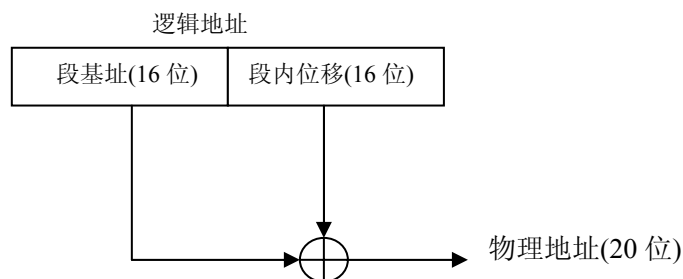 逻辑地址
段基址(16 位) 段内位移(16 位)
物理地址(20 位)